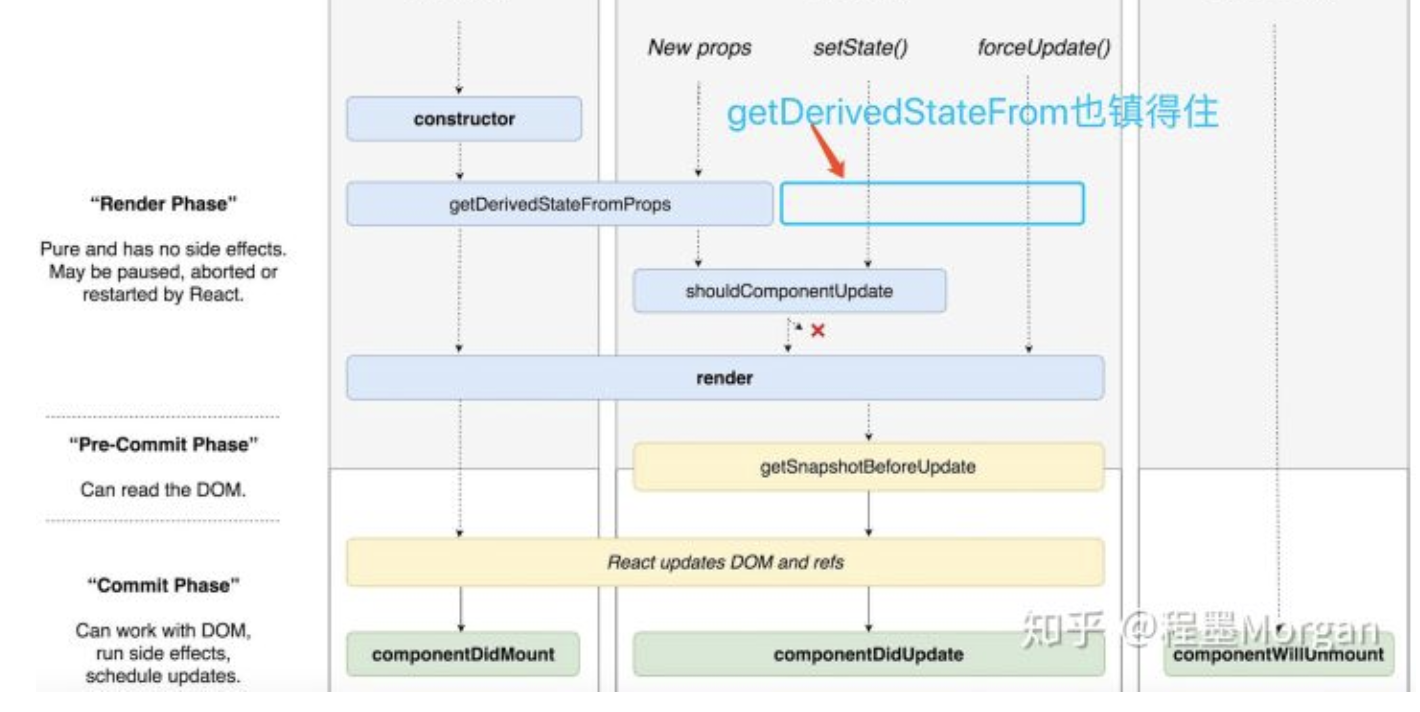 New props
setState()
forceUpdate()
getDerivedStateFrom也镇得住
constructor
“Render Phase”
getDerivedStateFromProps
Pure and has no side effects.
May be paused, aborted or
restarted by React.
shouldComponentUpdate
render
“Pre-Commit Phase”
Can read the DOM.
getSnapshotBeforeUpdate
React updates DOM and refs
“Commit Phase”
Can work with DOM,
run side effects,
schedule updates.
知乎 @程墨Morgan
componentDidMount
componentDidUpdate
componentWillUnmount